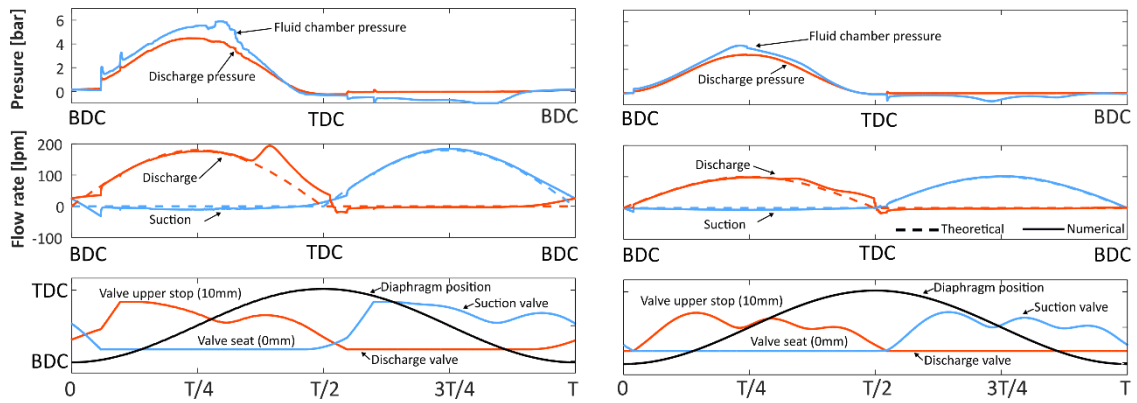 Pressure [bar]
6
4
2
0
Fluid chamber pressure
Discharge pressure
BDC
TDC
BDC
Fluid chamber pressure
Discharge pressure
BDC
TDC
BDC
Flow rate [lpm]
200
100
0
-100
Discharge
Suction
BDC
TDC
BDC
Discharge
Suction
Theoretical
Numerical
BDC
TDC
BDC
TDC
BDC
Valve upper stop (10mm)
Diaphragm position
Suction valve
Valve seat (0mm)
Discharge valve
0
T/4
T/2
3T/4
T
Valve upper stop (10mm)
Diaphragm position
Suction valve
Valve seat (0mm)
Discharge valve
0
T/4
T/2
3T/4
T